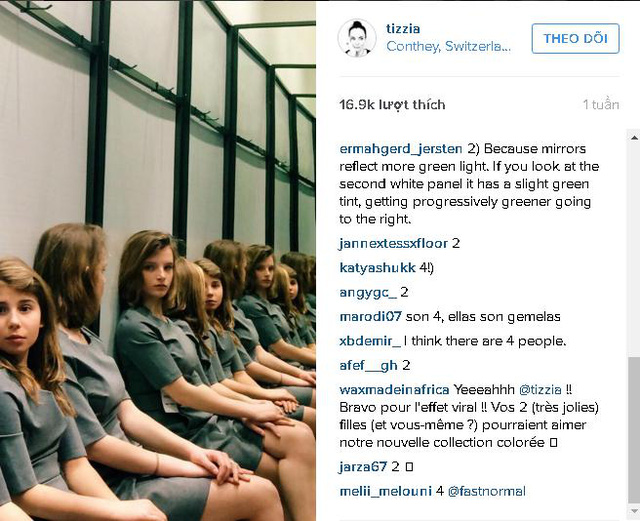 tizzia
Conthey, Switzerla...
THEO DÕI
16.9k lượt thích
1 tuần
ermahgerd_jersten 2) Because mirrors
reflect more green light. If you look at the
second white panel it has a slight green
tint, getting progressively greener going
to the right.
jannextessxfloor 2
katyashukk 4!)
angygc_ 2
marodi07 son 4, ellas son gemelas
xbdemir_ I think there are 4 people.
afef__gh 2
waxmadeinafrica Yeeeahhh @tizzia !!
Bravo pour l'effet viral !! Vos 2 (très jolies)
filles (et vous-même ?) pourraient aimer
notre nouvelle collection colorée
jarza67 2
melii_melouni 4 @fastnormal